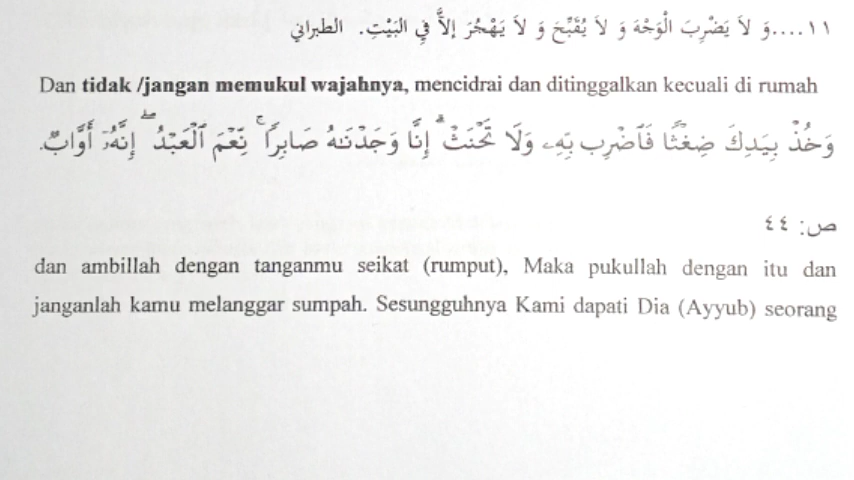 ١١....وَ لاَ يَضْرِبَ الْوَجْهَ وَ لاَ يُقَبِّحَ وَ لاَ يَهْجُرَ إِلاَّ فِي البَيْتِ. الطبراني
Dan tidak /jangan memukul wajahnya, mencidrai dan ditinggalkan kecuali di rumah
وَخُذْ بِيَدِكَ ضِغْثًا فَٱضْرِب بِّهِۦ وَلَا تَحْنَثْ ۗ إِنَّا وَجَدْنَـٰهُ صَابِرًا ۚ نِّعْمَ ٱلْعَبْدُ ۖ إِنَّهُۥٓ أَوَّابٌ.
ص: ٤٤
dan ambillah dengan tanganmu seikat (rumput), Maka pukullah dengan itu dan
janganlah kamu melanggar sumpah. Sesungguhnya Kami dapati Dia (Ayyub) seorang